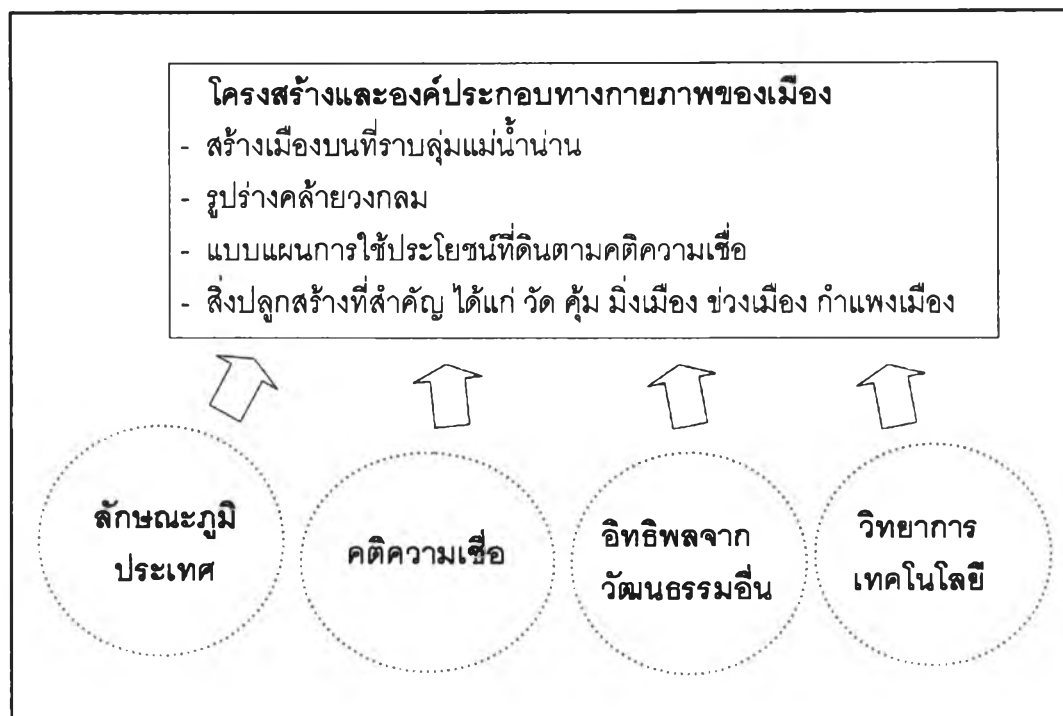 โครงสร้างและองค์ประกอบทางกายภาพของเมือง
- สร้างเมืองบนที่ราบลุ่มแม่น้ำน่าน
- รูปร่างคล้ายวงกลม
- แบบแผนการใช้ประโยชน์ที่ดินตามคติความเชื่อ
- สิ่งปลูกสร้างที่สำคัญ ได้แก่ วัด คุ้ม มิ่งเมือง ข่วงเมือง กำแพงเมือง
ลักษณะภูมิ
ประเทศ
คติความเชื่อ
อิทธิพลจาก
วัฒนธรรมอื่น
วิทยาการ
เทคโนโลยี